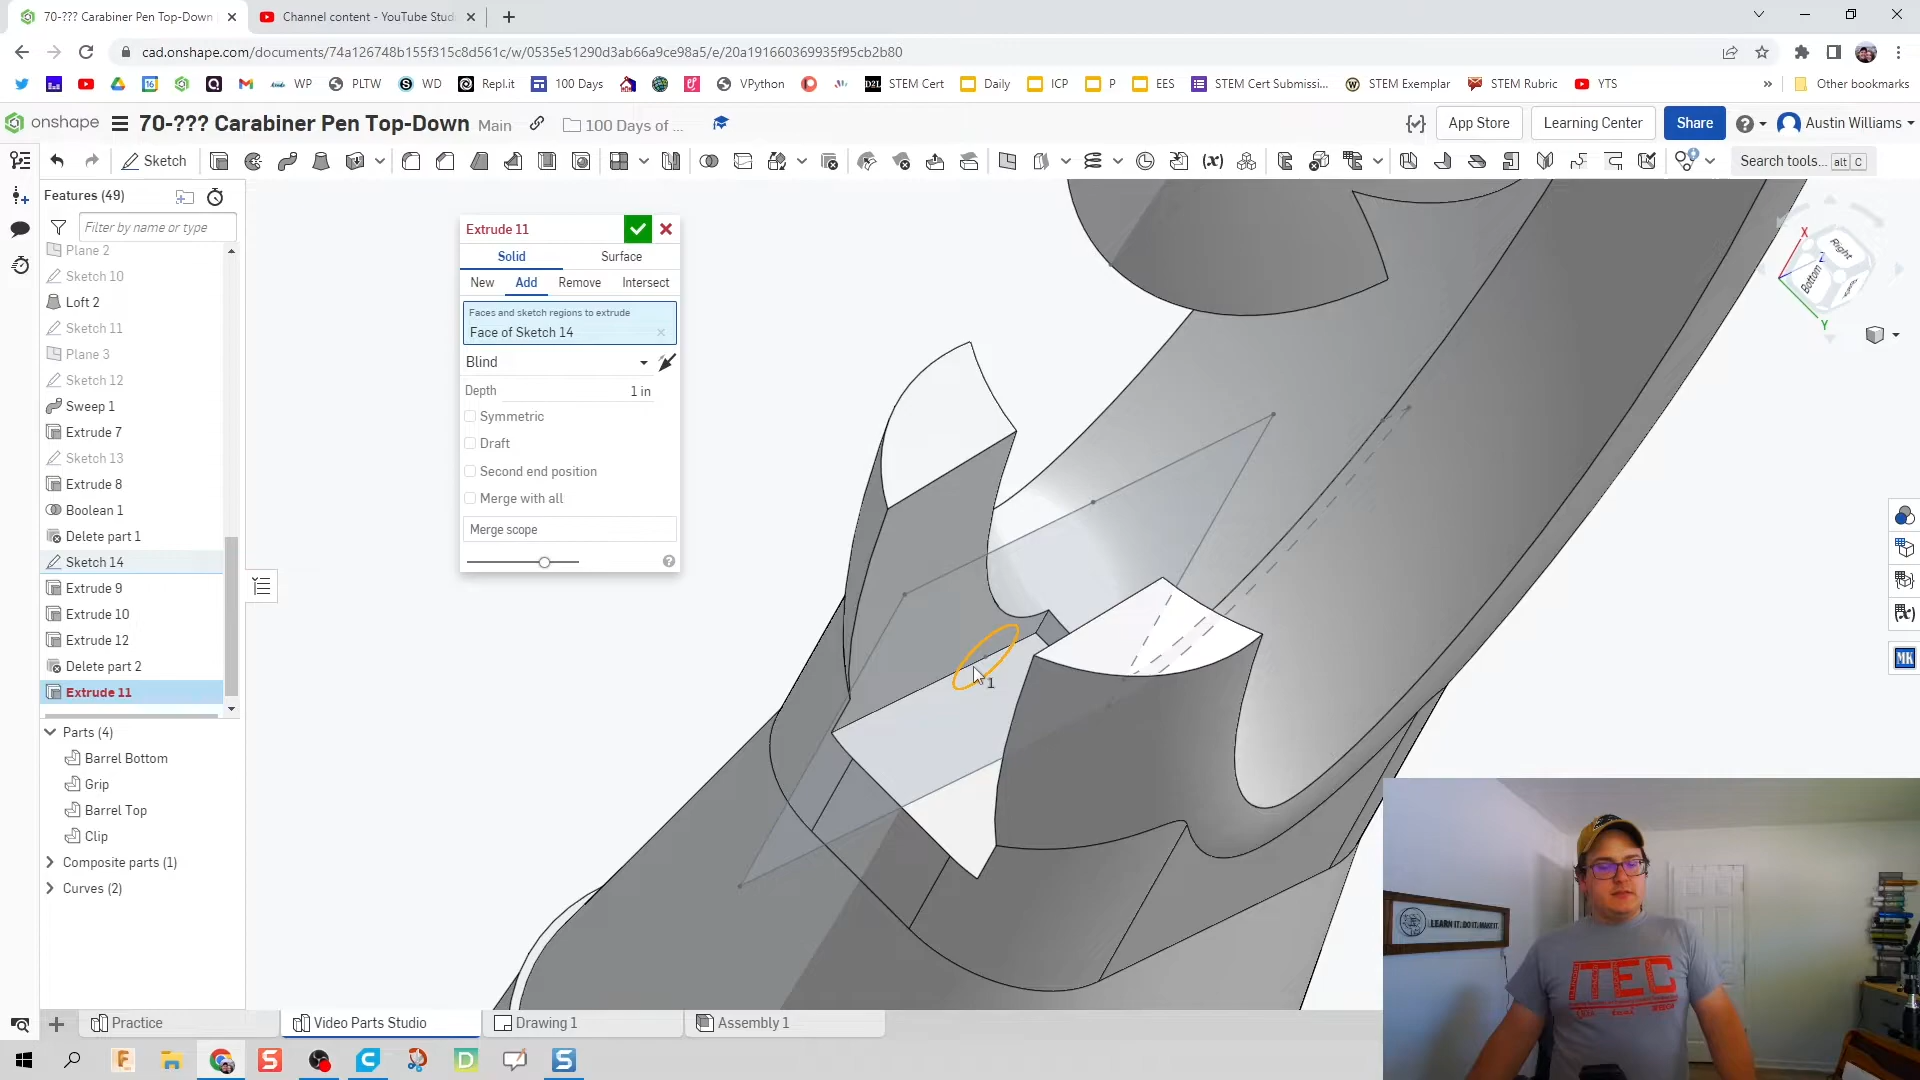 70-??? Carabiner Pen Top-Down
Channel content - YouTube Stud
cad.onshape.com/documents/74a126748b155f315c8d561c/w/0535e51290d3ab66a9ce98a5/e/20a191660369935f95cb2b80
WP
PLTW
WD
Repl.it
100 Days
VPython
STEM Cert
Daily
ICP
P
EES
STEM Cert Submissi...
STEM Exemplar
STEM Rubric
YTS
»
Other bookmarks
onshape
70-??? Carabiner Pen Top-Down
Main
100 Days of ...
App Store
Learning Center
Share
Austin Williams
Sketch
Search tools...
alt
C
Features (49)
Filter by name or type
Plane 2
Sketch 10
Loft 2
Sketch 11
Plane 3
Sketch 12
Sweep 1
Extrude 7
Sketch 13
Extrude 8
Boolean 1
Delete part 1
Sketch 14
Extrude 9
Extrude 10
Extrude 12
Delete part 2
Extrude 11
Parts (4)
Barrel Bottom
Grip
Barrel Top
Clip
Composite parts (1)
Curves (2)
Extrude 11
Solid
Surface
New
Add
Remove
Intersect
Faces and sketch regions to extrude
Face of Sketch 14
Blind
Depth
1 in
Symmetric
Draft
Second end position
Merge with all
Merge scope
1
X
Z
Y
Right
Bottom
MK
LEARN IT. DO IT. MAKE IT.
TEC
Practice
Video Parts Studio
Drawing 1
Assembly 1